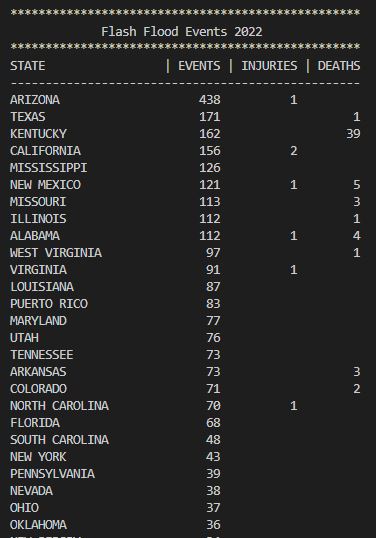 **************************************************
Flash Flood Events 2022
**************************************************
STATE | EVENTS | INJURIES | DEATHS
--------------------------------------------------
ARIZONA 438 1
TEXAS 171 1
KENTUCKY 162 39
CALIFORNIA 156 2
MISSISSIPPI 126
NEW MEXICO 121 1 5
MISSOURI 113 3
ILLINOIS 112 1
ALABAMA 112 1 4
WEST VIRGINIA 97 1
VIRGINIA 91 1
LOUISIANA 87
PUERTO RICO 83
MARYLAND 77
UTAH 76
TENNESSEE 73
ARKANSAS 73 3
COLORADO 71 2
NORTH CAROLINA 70 1
FLORIDA 68
SOUTH CAROLINA 48
NEW YORK 43
PENNSYLVANIA 39
NEVADA 38
OHIO 37
OKLAHOMA 36